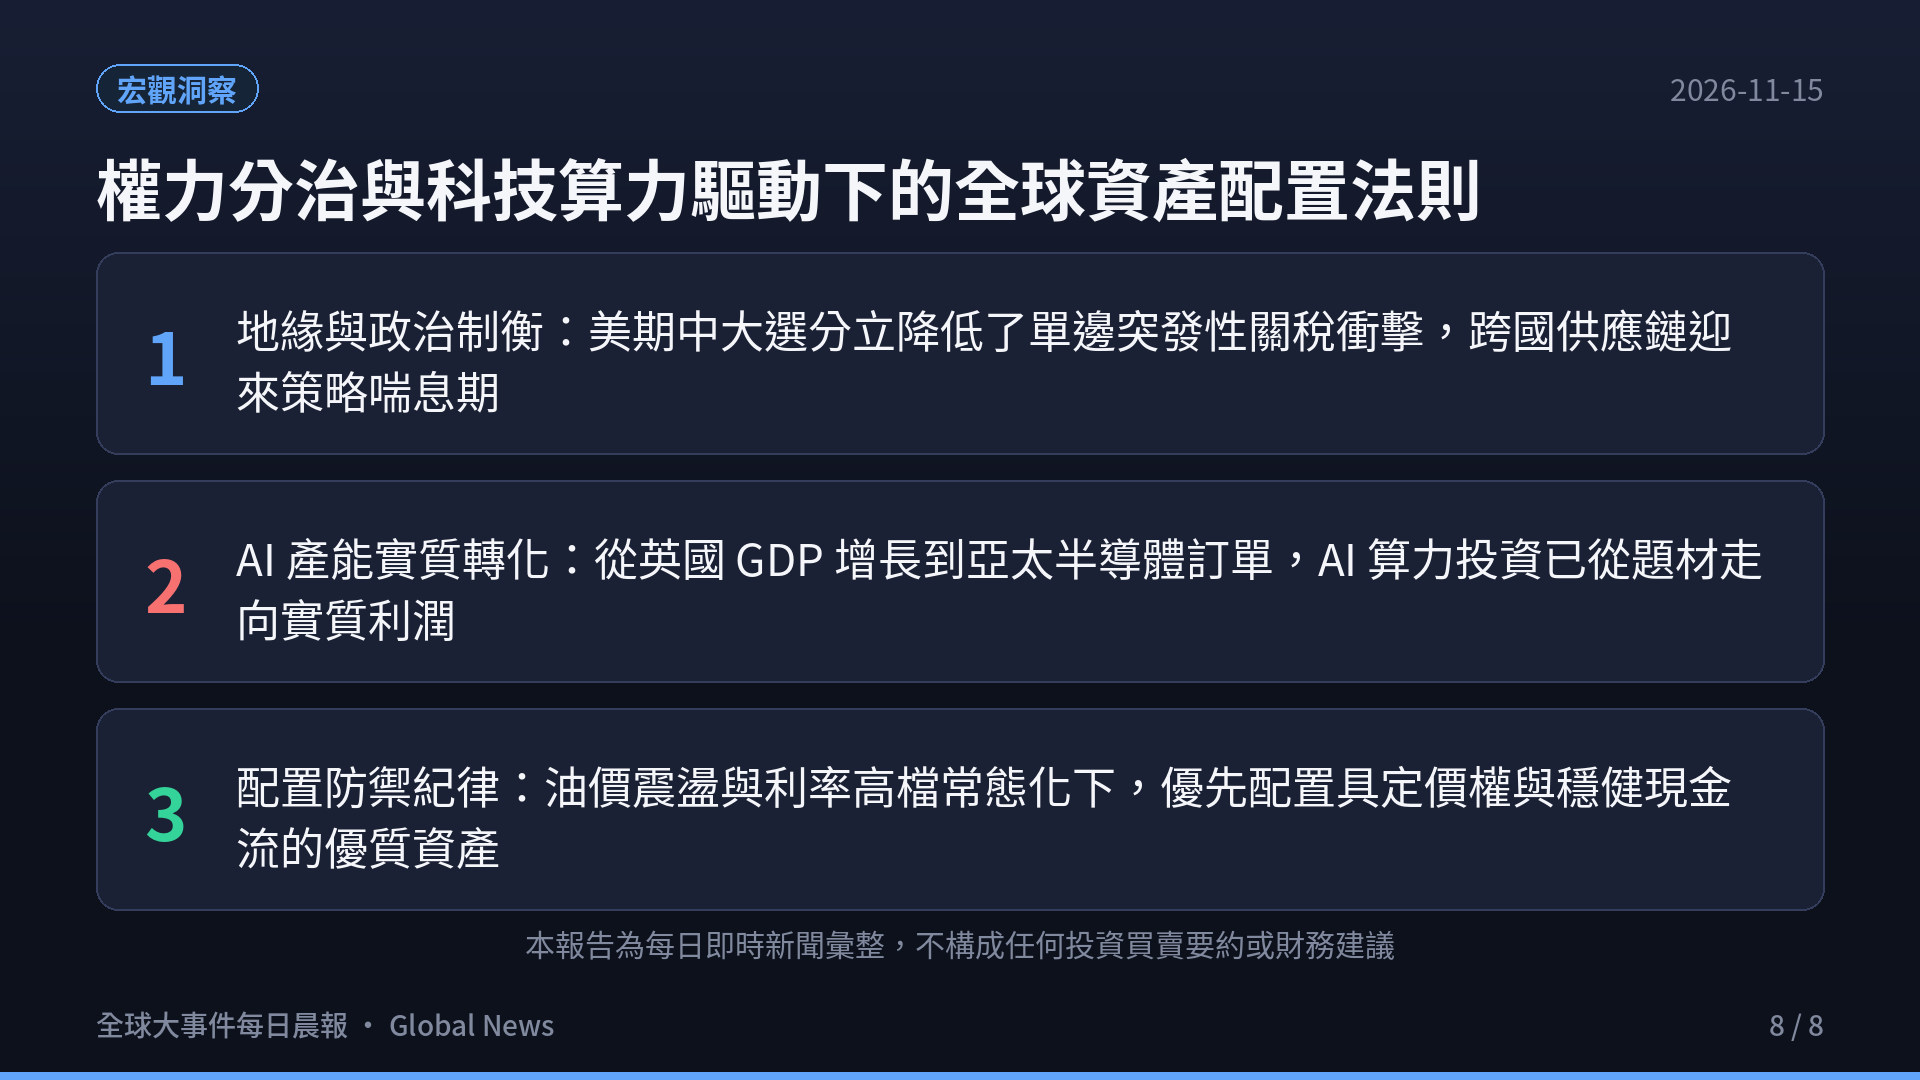 宏觀洞察
2026-11-15
權力分治與科技算力驅動下的全球資產配置法則
1
地緣與政治制衡：美期中大選分立降低了單邊突發性關稅衝擊，跨國供應鏈迎
來策略喘息期
2
AI 產能實質轉化：從英國 GDP 增長到亞太半導體訂單，AI 算力投資已從題材走
向實質利潤
3
配置防禦紀律：油價震盪與利率高檔常態化下，優先配置具定價權與穩健現金
流的優質資產
本報告為每日即時新聞彙整，不構成任何投資買賣要約或財務建議
全球大事件每日晨報 • Global News
8 / 8